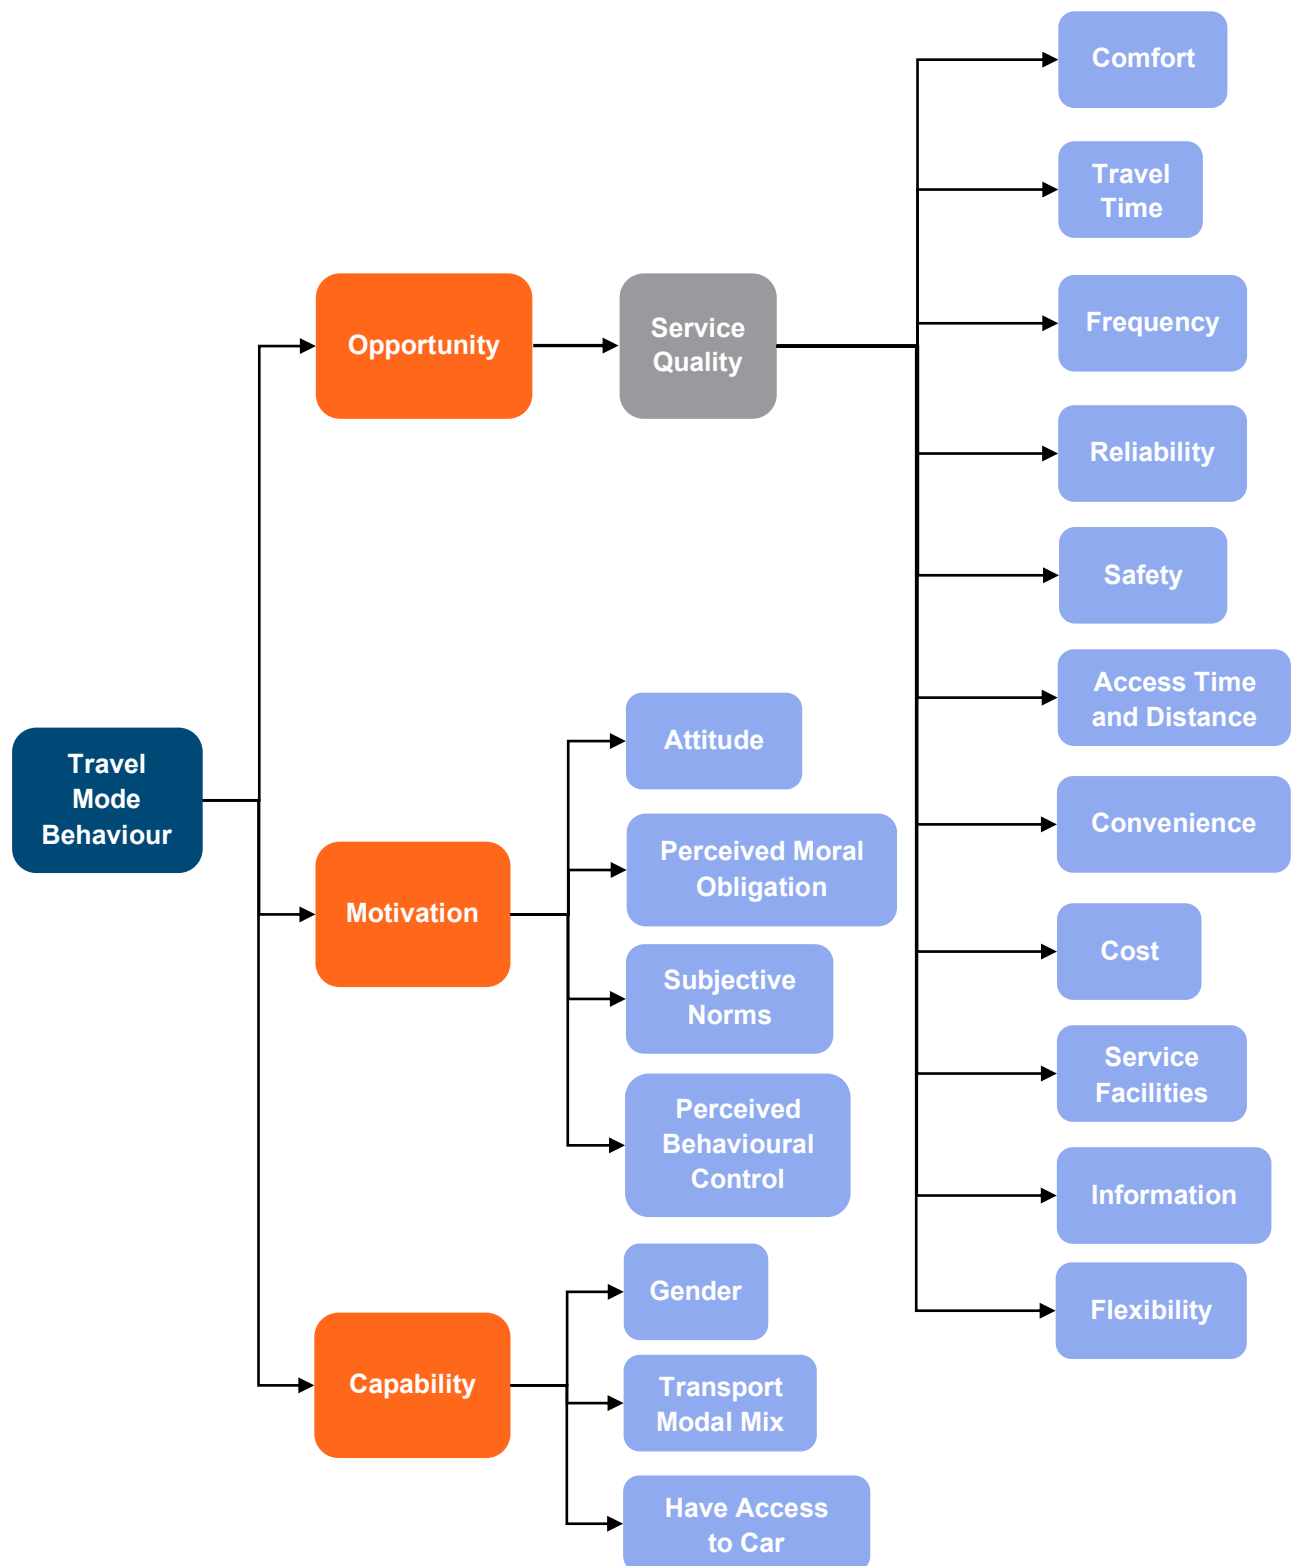 Travel
Mode
Behaviour
Opportunity
Service
Quality
Comfort
Travel
Time
Frequency
Reliability
Safety
Access Time
and Distance
Convenience
Cost
Service
Facilities
Information
Flexibility
Motivation
Attitude
Perceived Moral
Obligation
Subjective
Norms
Perceived
Behavioural
Control
Capability
Gender
Transport
Modal Mix
Have Access
to Car